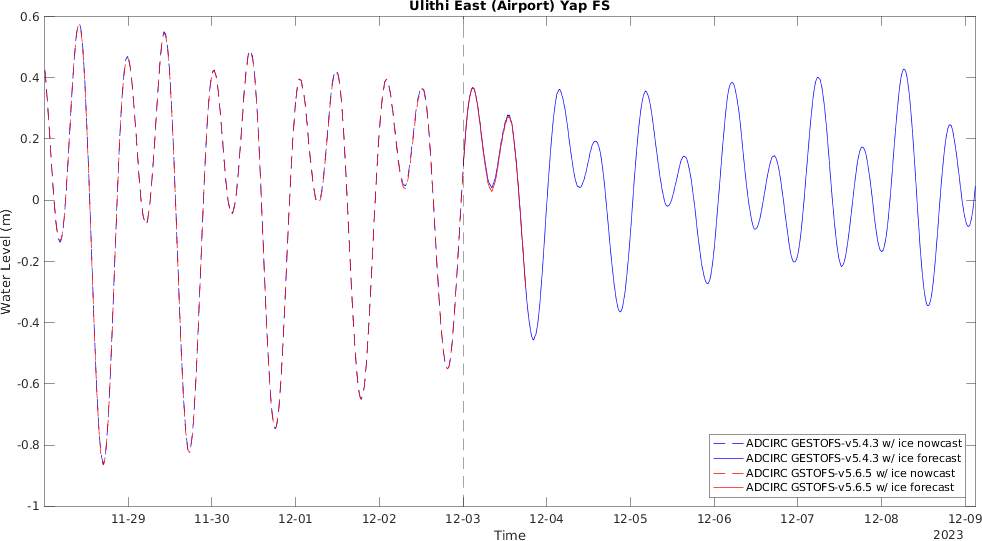 Ulithi East (Airport) Yap FS
0.6
0.4
0.2
0
-0.2
-0.4
-0.6
-0.8
-1
Water Level (m)
11-29 11-30 12-01 12-02 12-03 12-04 12-05 12-06 12-07 12-08 12-09
Time
2023
ADCIRC GESTOFS-v5.4.3 w/ ice nowcast
ADCIRC GESTOFS-v5.4.3 w/ ice forecast
ADCIRC GSTOFS-v5.6.5 w/ ice nowcast
ADCIRC GSTOFS-v5.6.5 w/ ice forecast